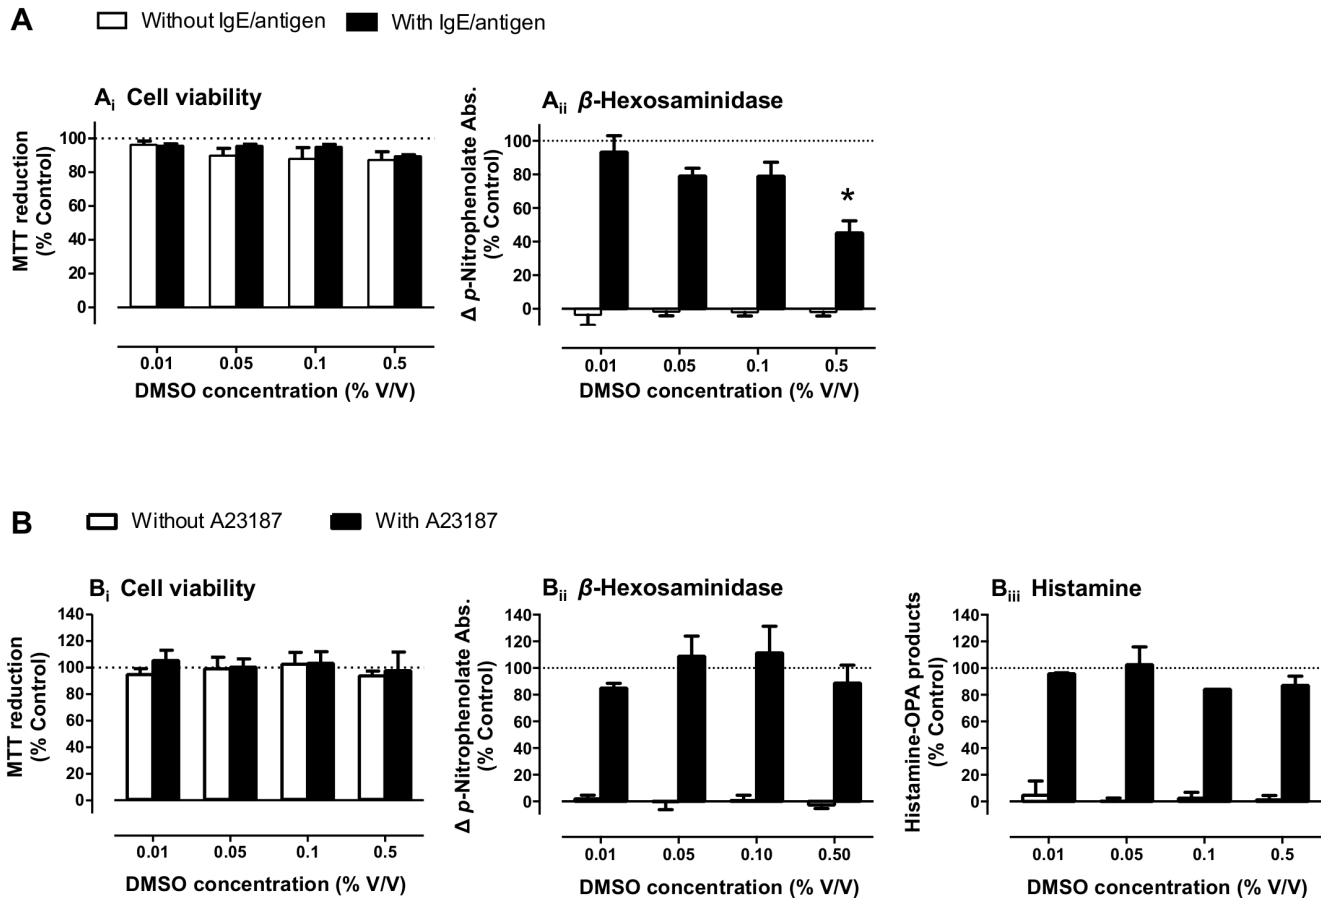 A Without IgE/antigen With IgE/antigen
Ai Cell viability
MTT reduction
(% Control)
100
80
60
40
20
0
0.01 0.05 0.1 0.5
DMSO concentration (% V/V)
Aii β-Hexosaminidase
Δ p-Nitrophenolate Abs.
(% Control)
100
80
60
40
20
0
*
0.01 0.05 0.1 0.5
DMSO concentration (% V/V)
B Without A23187 With A23187
Bi Cell viability
MTT reduction
(% Control)
140
120
100
80
60
40
20
0
0.01 0.05 0.1 0.5
DMSO concentration (% V/V)
Bii β-Hexosaminidase
Δ p-Nitrophenolate Abs.
(% Control)
140
120
100
80
60
40
20
0
0.01 0.05 0.10 0.50
DMSO concentration (% V/V)
Biii Histamine
Histamine-OPA products
(% Control)
140
120
100
80
60
40
20
0
0.01 0.05 0.1 0.5
DMSO concentration (% V/V)